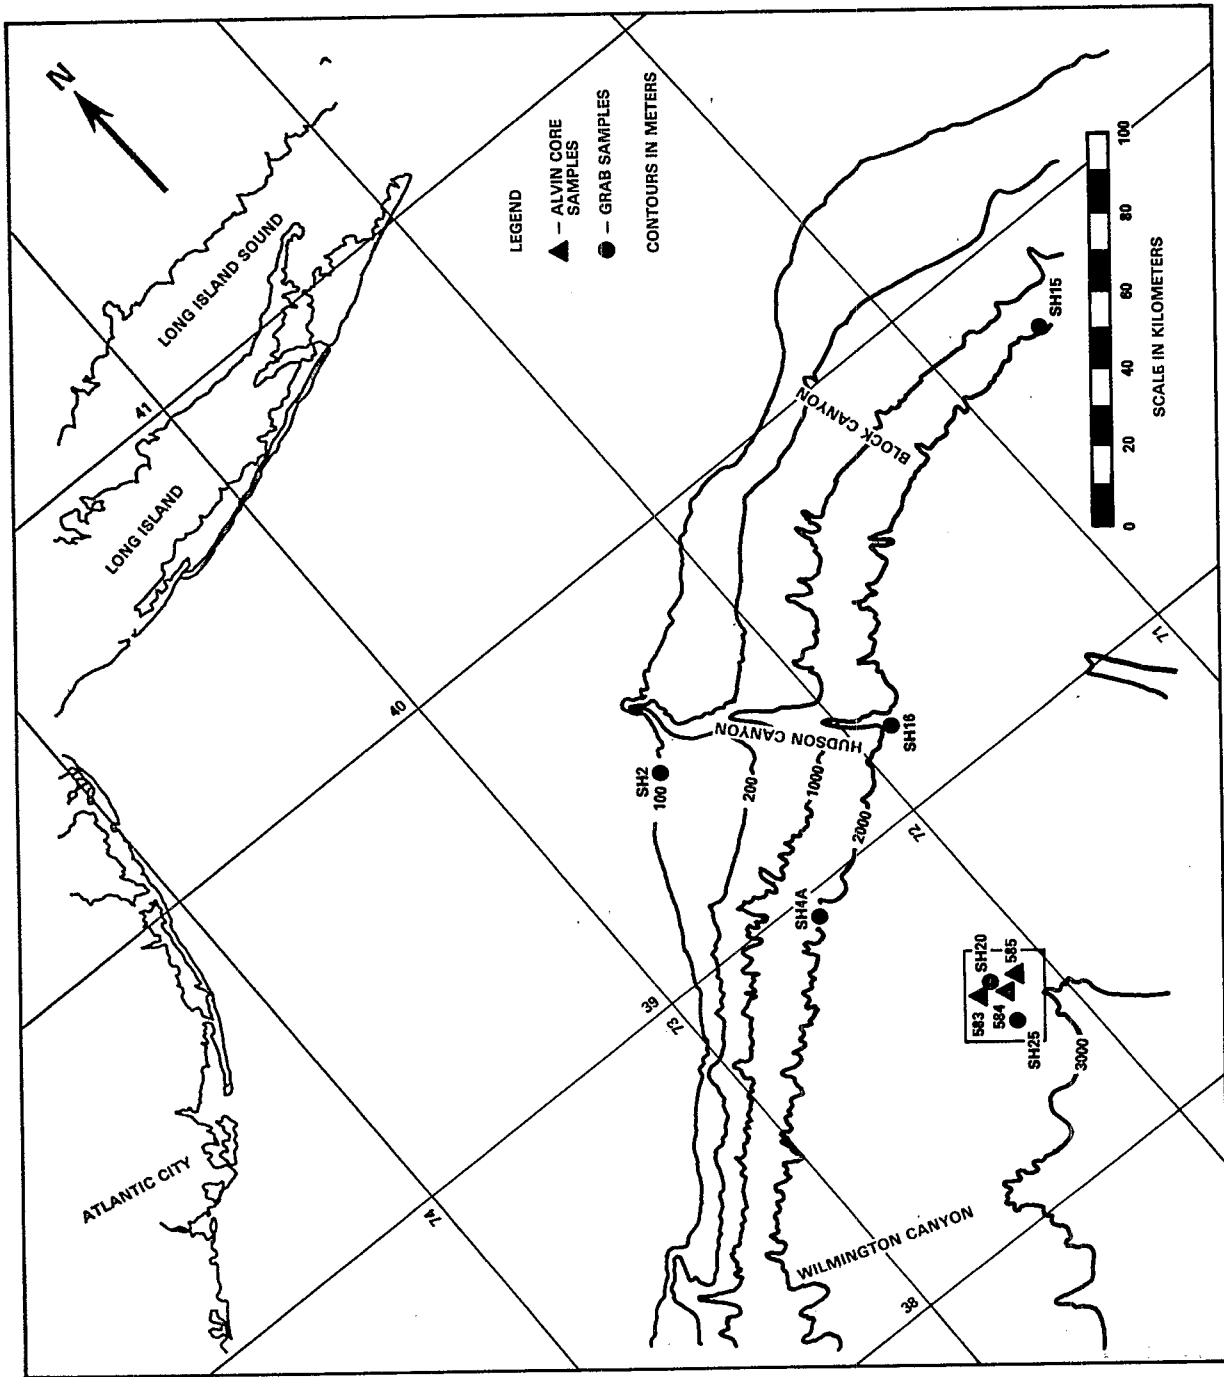 N
LONG ISLAND SOUND
41
LONG ISLAND
LEGEND
– ALVIN CORE
SAMPLES
– GRAB SAMPLES
CONTOURS IN METERS
40
ATLANTIC CITY
39
73
74
SH2
100
200
1000
2000
HUDSON CANYON
BLOCK CANYON
SH15
SH16
SH4A
72
71
583
SH20
584
585
SH25
3000
WILMINGTON CANYON
38
0 20 40 60 80 100
SCALE IN KILOMETERS